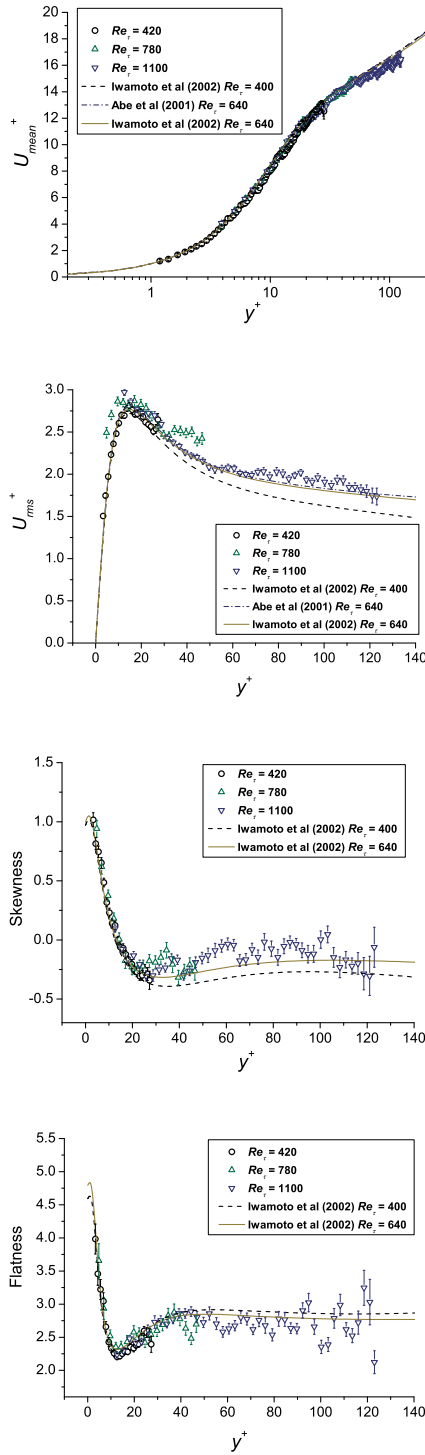 18
16
14
12
10
8
6
4
2
0
U_mean^+
Re_τ = 420
Re_τ = 780
Re_τ = 1100
Iwamoto et al (2002) Re_τ = 400
Abe et al (2001) Re_τ = 640
Iwamoto et al (2002) Re_τ = 640
1 10 100
y^+
3.0
2.5
2.0
1.5
1.0
0.5
0.0
U_rms^+
Re_τ = 420
Re_τ = 780
Re_τ = 1100
Iwamoto et al (2002) Re_τ = 400
Abe et al (2001) Re_τ = 640
Iwamoto et al (2002) Re_τ = 640
0 20 40 60 80 100 120 140
y^+
1.5
1.0
0.5
0.0
-0.5
Skewness
Re_τ = 420
Re_τ = 780
Re_τ = 1100
Iwamoto et al (2002) Re_τ = 400
Iwamoto et al (2002) Re_τ = 640
0 20 40 60 80 100 120 140
y^+
5.5
5.0
4.5
4.0
3.5
3.0
2.5
2.0
1.5
Flatness
Re_τ = 420
Re_τ = 780
Re_τ = 1100
Iwamoto et al (2002) Re_τ = 400
Iwamoto et al (2002) Re_τ = 640
0 20 40 60 80 100 120 140
y^+